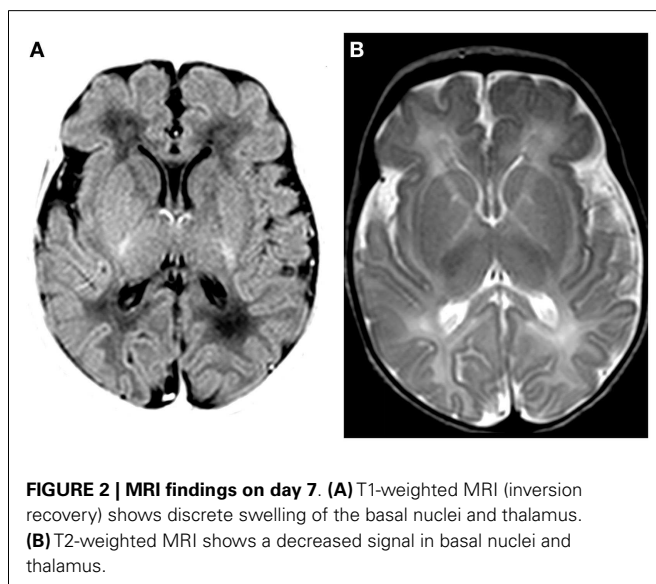 A
B
FIGURE 2 | MRI findings on day 7. (A) T1-weighted MRI (inversion
recovery) shows discrete swelling of the basal nuclei and thalamus.
(B) T2-weighted MRI shows a decreased signal in basal nuclei and
thalamus.